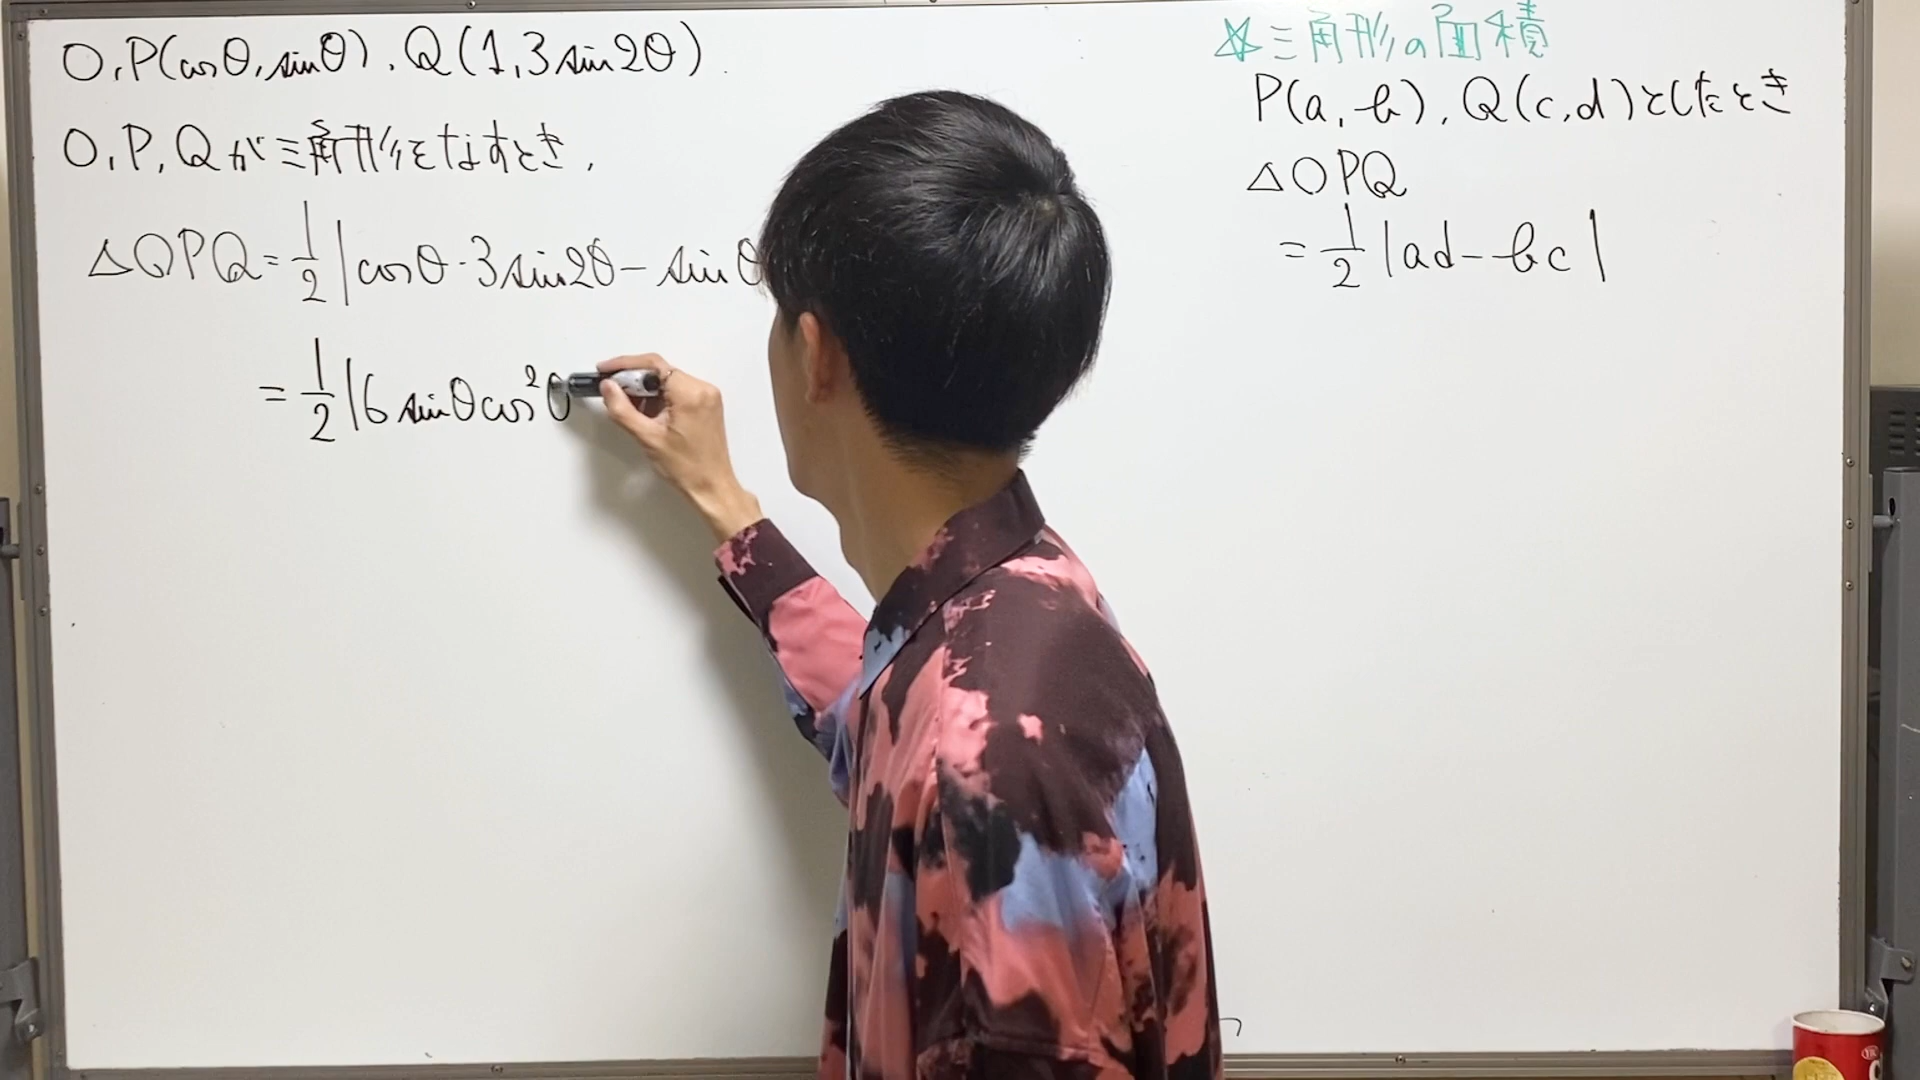 O, P(cosθ, sinθ), Q(1, 3sin2θ)
O, P, Qが三角形をなすとき,
△OPQ = 1/2 |cosθ・3sin2θ - sinθ
= 1/2 |6 sinθcos²θ
☆三角形の面積
P(a, b), Q(c, d)としたとき
△OPQ
= 1/2 |ad - bc|